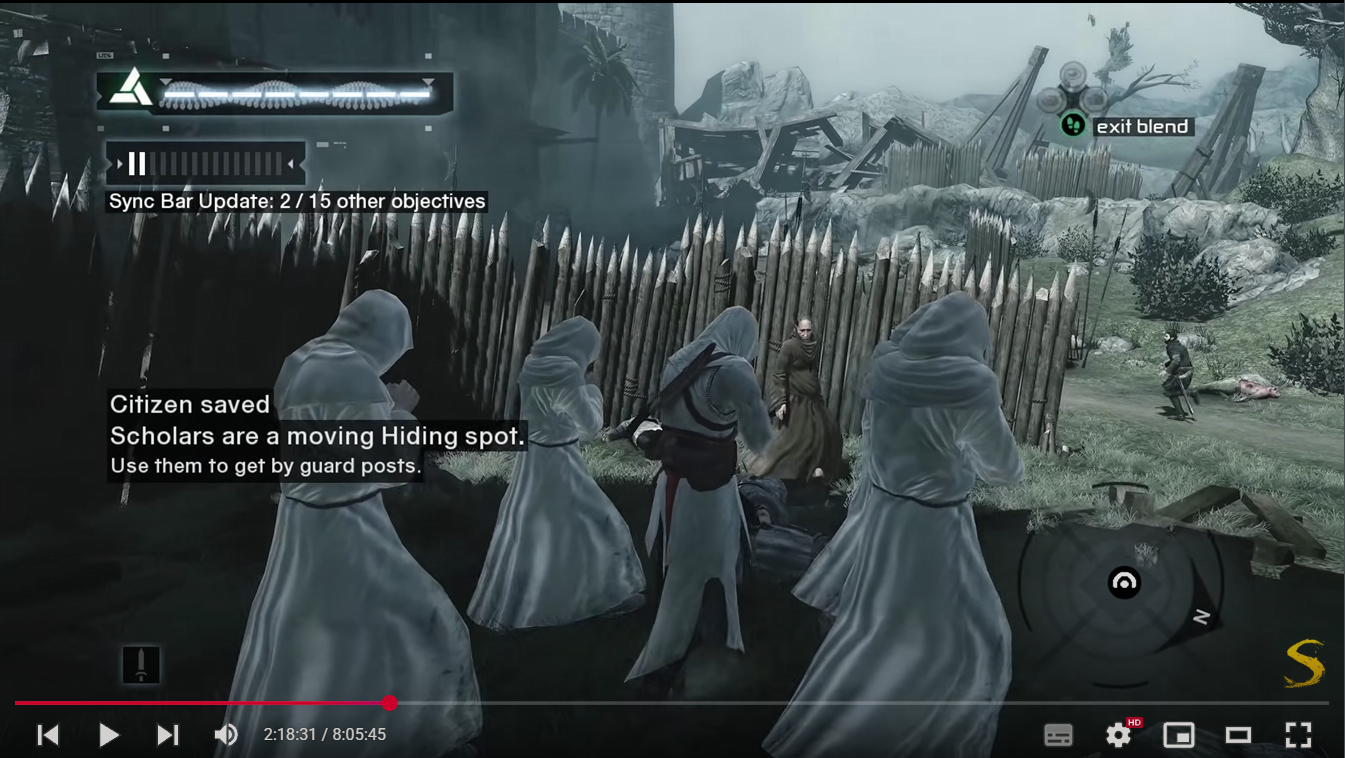 exit blend
Sync Bar Update: 2 / 15 other objectives
Citizen saved
Scholars are a moving Hiding spot.
Use them to get by guard posts.
N
S
2:18:31 / 8:05:45
HD